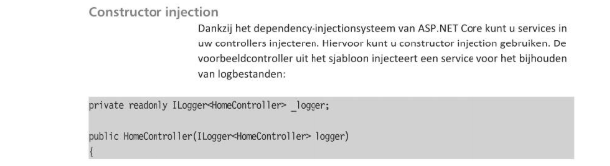 Constructor injection
Dankzij het dependency-injectionsysteem van ASP.NET Core kunt u services in
uw controllers injecteren. Hiervoor kunt u constructor injection gebruiken. De
voorbeeldcontroller uit het sjabloon injecteert een service voor het bijhouden
van logbestanden:
private readonly ILogger<HomeController> _logger;
public HomeController(ILogger<HomeController> logger)
{